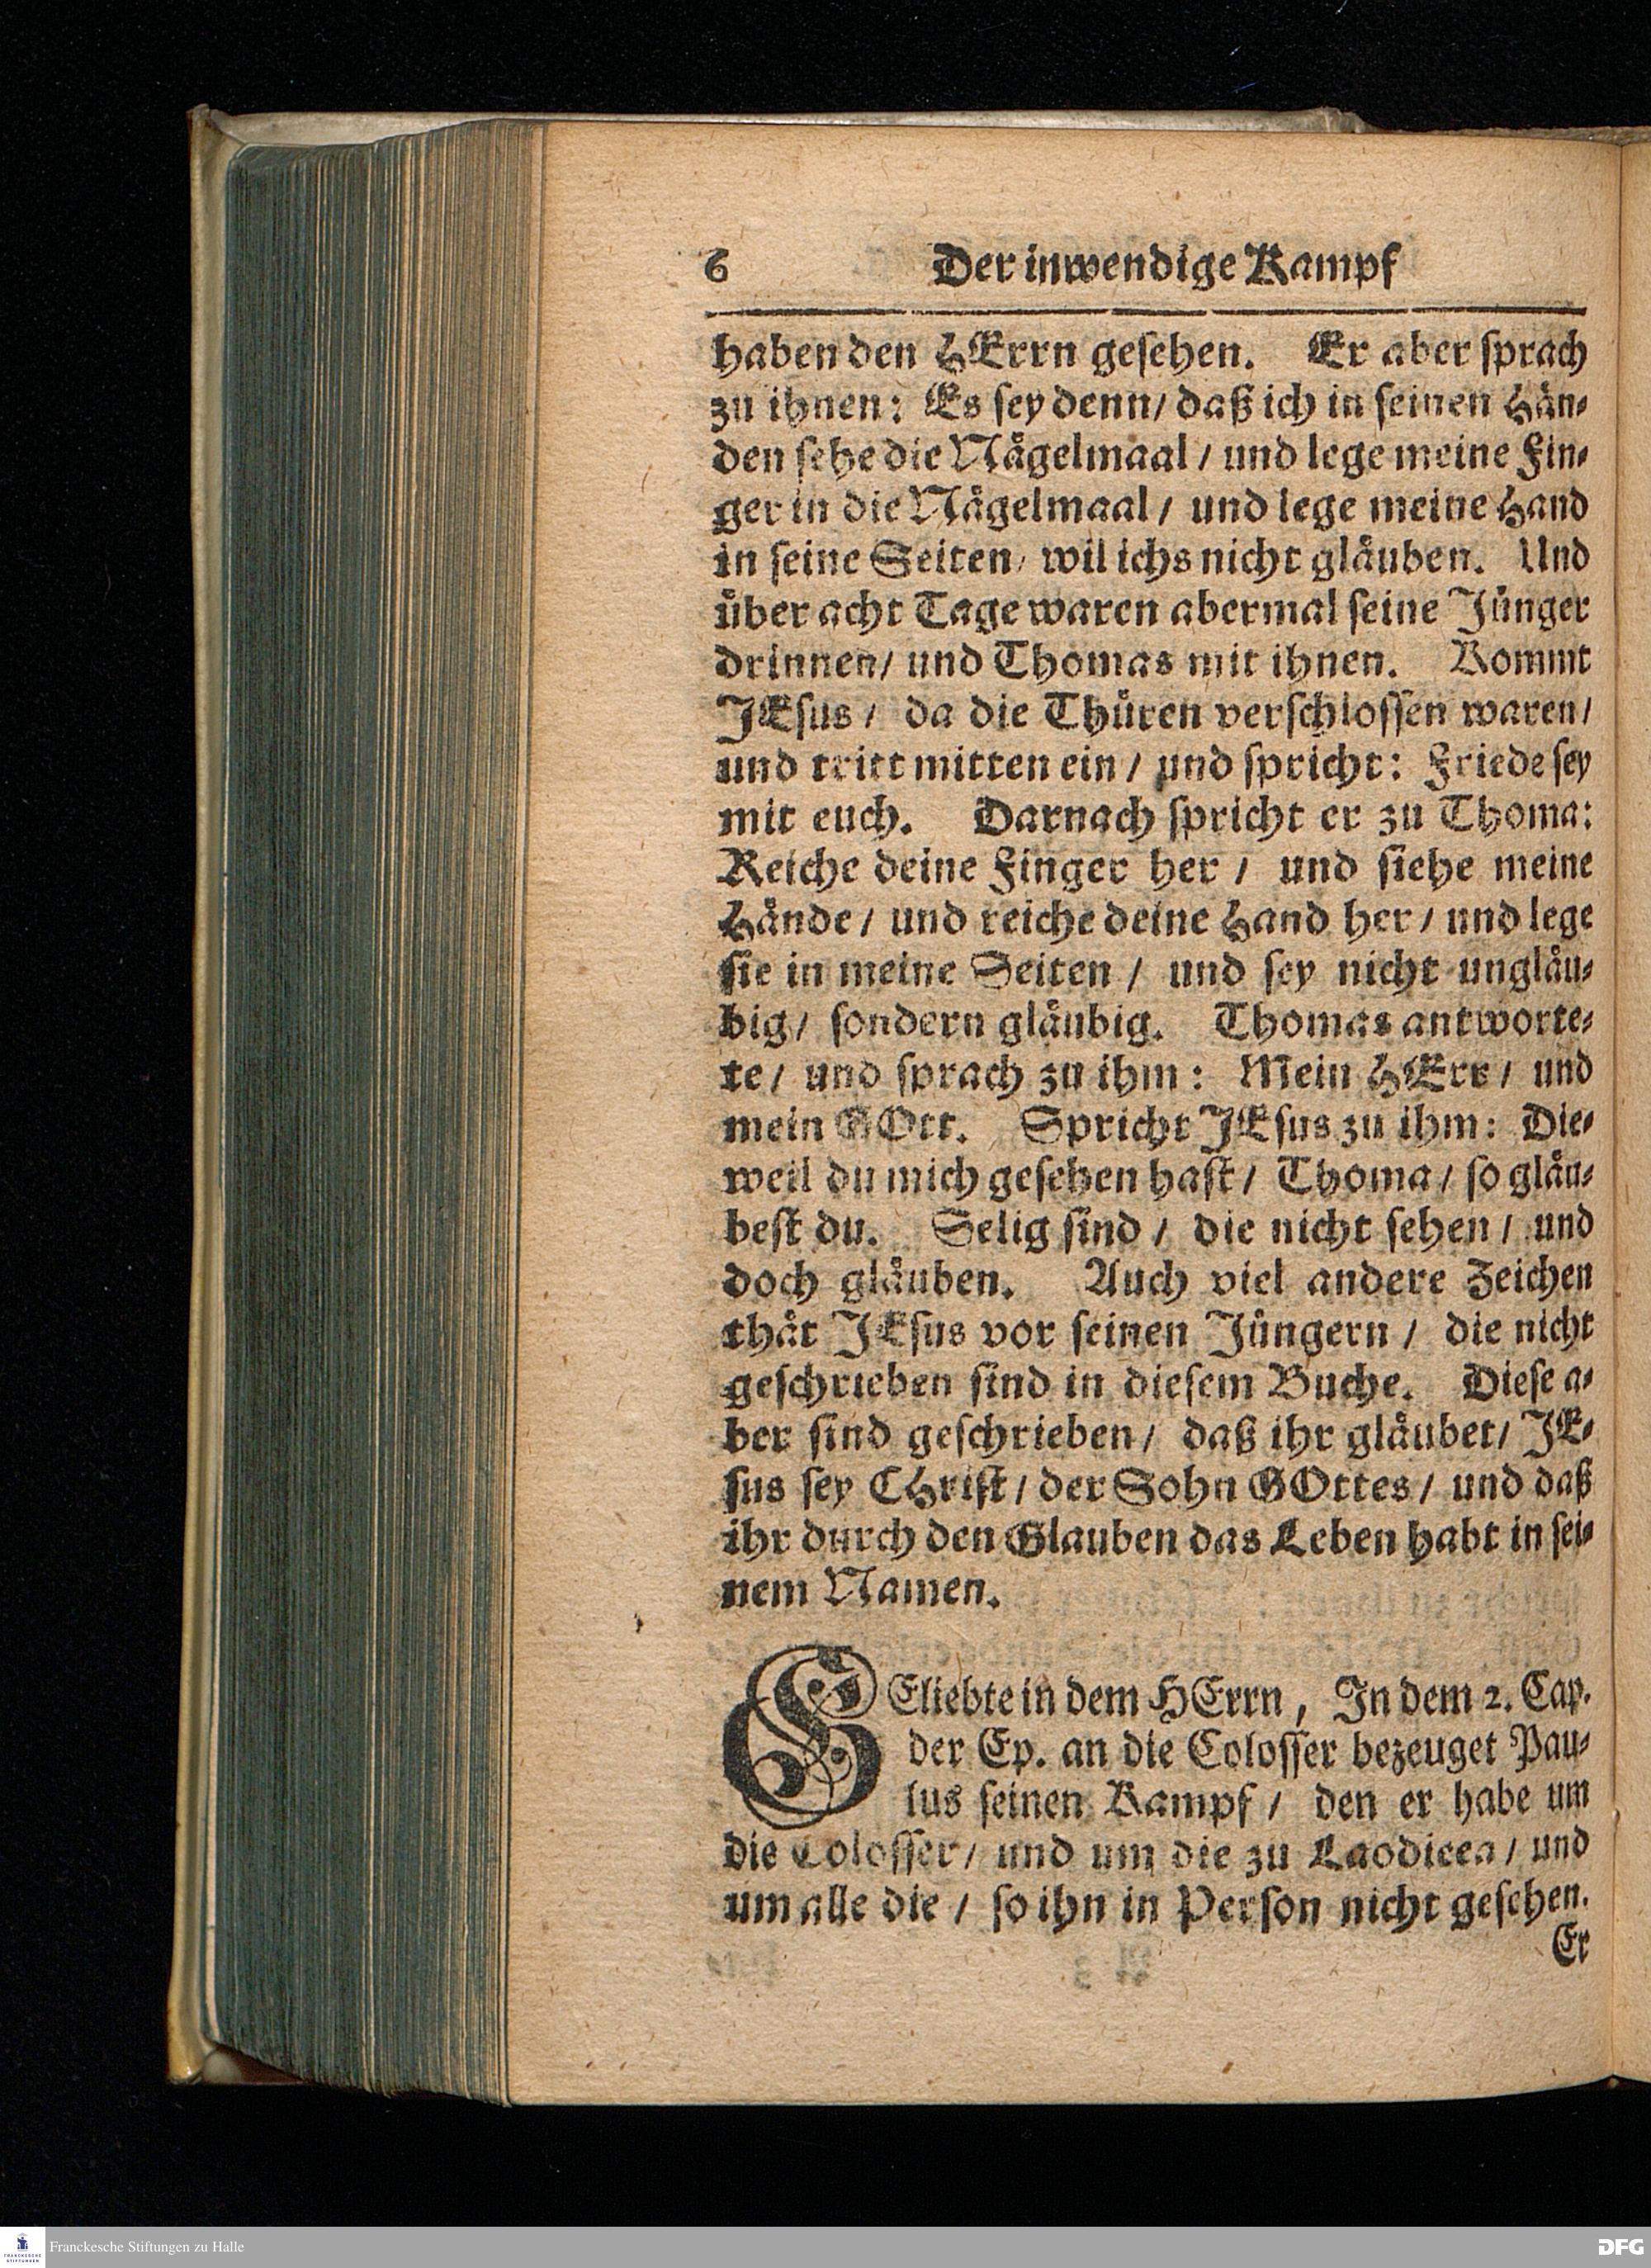 6 Der inwendige Kampf
haben den HErrn geſehen. Er aber ſprach
zu ihnen: Es ſey denn/ daß ich in ſeinen Hän-
den ſehe die Nägelmaal / und lege meine Fin-
ger in die Nägelmaal / und lege meine Hand
in ſeine Seiten/ wil ichs nicht gläuben. Und
über acht Tage waren abermal ſeine Jünger
drinnen/ und Thomas mit ihnen. Kommt
JEſus / da die Thüren verſchloſſen waren /
und tritt mitten ein / und ſpricht: Friede ſey
mit euch. Darnach ſpricht er zu Thoma:
Reiche deine Finger her / und ſiehe meine
Hände / und reiche deine Hand her / und lege
ſie in meine Seiten / und ſey nicht ungläu-
big / ſondern gläubig. Thomas antworte-
te / und ſprach zu ihm: Mein HErr / und
mein GOtt. Spricht JEſus zu ihm: Die-
weil du mich geſehen haſt / Thoma / ſo gläu-
beſt du. Selig ſind / die nicht ſehen / und
doch gläuben. Auch viel andere Zeichen
thät JEſus vor ſeinen Jüngern / die nicht
geſchrieben ſind in dieſem Buche. Dieſe a-
ber ſind geſchrieben / daß ihr gläubet / JE-
ſus ſey CHriſt / der Sohn GOttes / und daß
ihr durch den Glauben das Leben habt in ſei-
nem Namen.
GEliebte in dem HErrn, In dem 2. Cap.
der Ep. an die Coloſſer bezeuget Pau-
lus ſeinen Kampf / den er habe um
die Coloſſer / und um die zu Laodicea / und
um alle die / ſo ihn in Perſon nicht geſehen.
Er
FRANCKESCHE STIFTUNGEN
Franckesche Stiftungen zu Halle
DFG